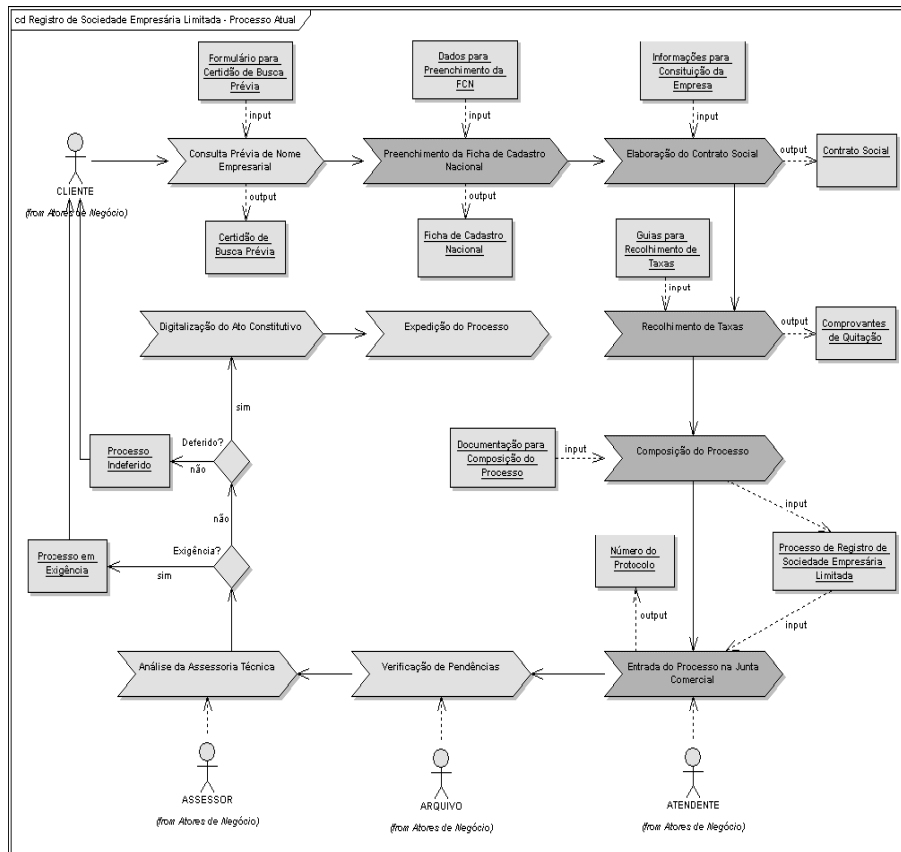 cd Registro de Sociedade Empresária Limitada - Processo Atual
Formulário para
Certidão de Busca
Prévia
Dados para
Preenchimento da
FCN
Informações para
Consituição da
Empresa
input
input
input
CLIENTE
(from Atores de Negócio)
Consulta Prévia de Nome
Empresarial
Preenchimento da Ficha de Cadastro
Nacional
Elaboração do Contrato Social
output
Contrato Social
output
output
Certidão de
Busca Prévia
Ficha de Cadastro
Nacional
Guias para
Recolhimento de
Taxas
input
Digitalização do Ato Constitutivo
Expedição do Processo
Recolhimento de Taxas
output
Comprovantes
de Quitação
sim
Deferido?
não
Processo
Indeferido
Documentação para
Composição do
Processo
input
Composição do Processo
input
não
Exigência?
sim
Processo em
Exigência
Número do
Protocolo
output
Processo de Registro de
Sociedade Empresária
Limitada
input
Análise da Assessoria Técnica
Verificação de Pendências
Entrada do Processo na Junta
Comercial
ASSESSOR
(from Atores de Negócio)
ARQUIVO
(from Atores de Negócio)
ATENDENTE
(from Atores de Negócio)